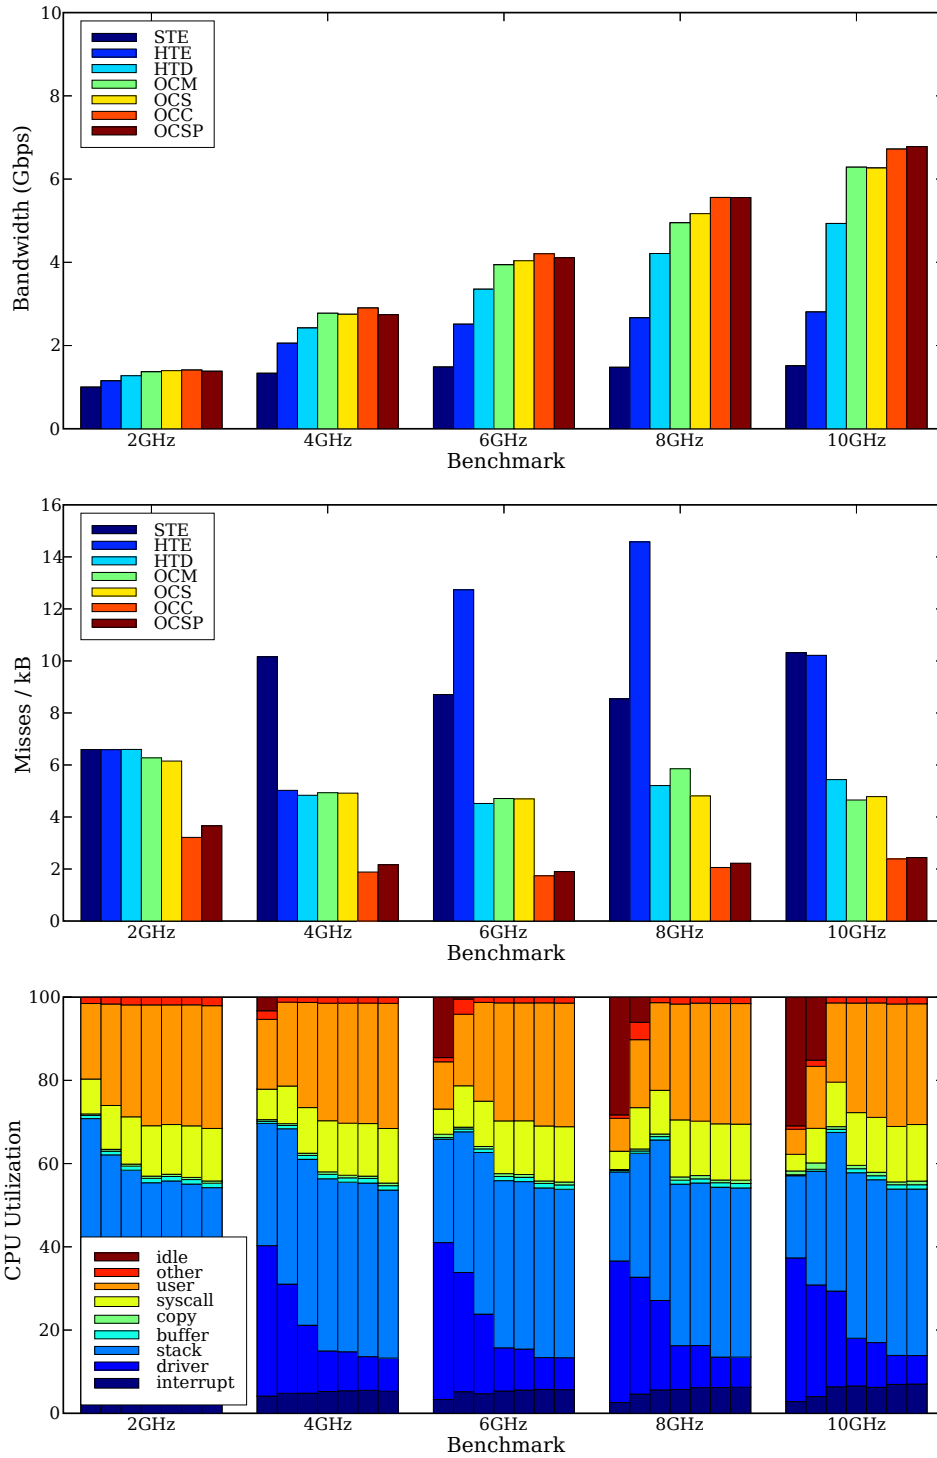 10
8
6
4
2
0
Bandwidth (Gbps)
STE
HTE
HTD
OCM
OCS
OCC
OCSP
2GHz 4GHz 6GHz 8GHz 10GHz
Benchmark
16
14
12
10
8
6
4
2
0
Misses / kB
STE
HTE
HTD
OCM
OCS
OCC
OCSP
2GHz 4GHz 6GHz 8GHz 10GHz
Benchmark
100
80
60
40
20
0
CPU Utilization
idle
other
user
syscall
copy
buffer
stack
driver
interrupt
2GHz 4GHz 6GHz 8GHz 10GHz
Benchmark